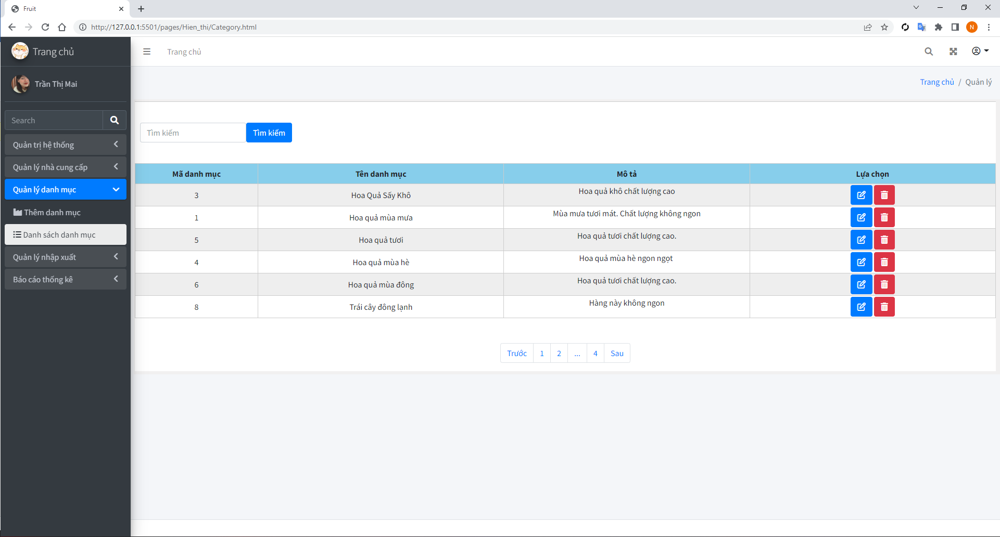 Fruit
http://127.0.0.1:5501/pages/Hien_thi/Category.html
N
Trang chủ
Trang chủ
Trần Thị Mai
Trang chủ / Quản lý
Search
Tìm kiếm Tìm kiếm
Quản trị hệ thống
Quản lý nhà cung cấp
Quản lý danh mục
Thêm danh mục
Danh sách danh mục
Quản lý nhập xuất
Báo cáo thống kê
Mã danh mục Tên danh mục Mô tả Lựa chọn
3 Hoa Quả Sấy Khô Hoa quả khô chất lượng cao
1 Hoa quả mùa mưa Mùa mưa tươi mát. Chất lượng không ngon
5 Hoa quả tươi Hoa quả tươi chất lượng cao.
4 Hoa quả mùa hè Hoa quả mùa hè ngon ngọt
6 Hoa quả mùa đông Hoa quả tươi chất lượng cao.
8 Trái cây đông lạnh Hàng này không ngon
Trước 1 2 ... 4 Sau